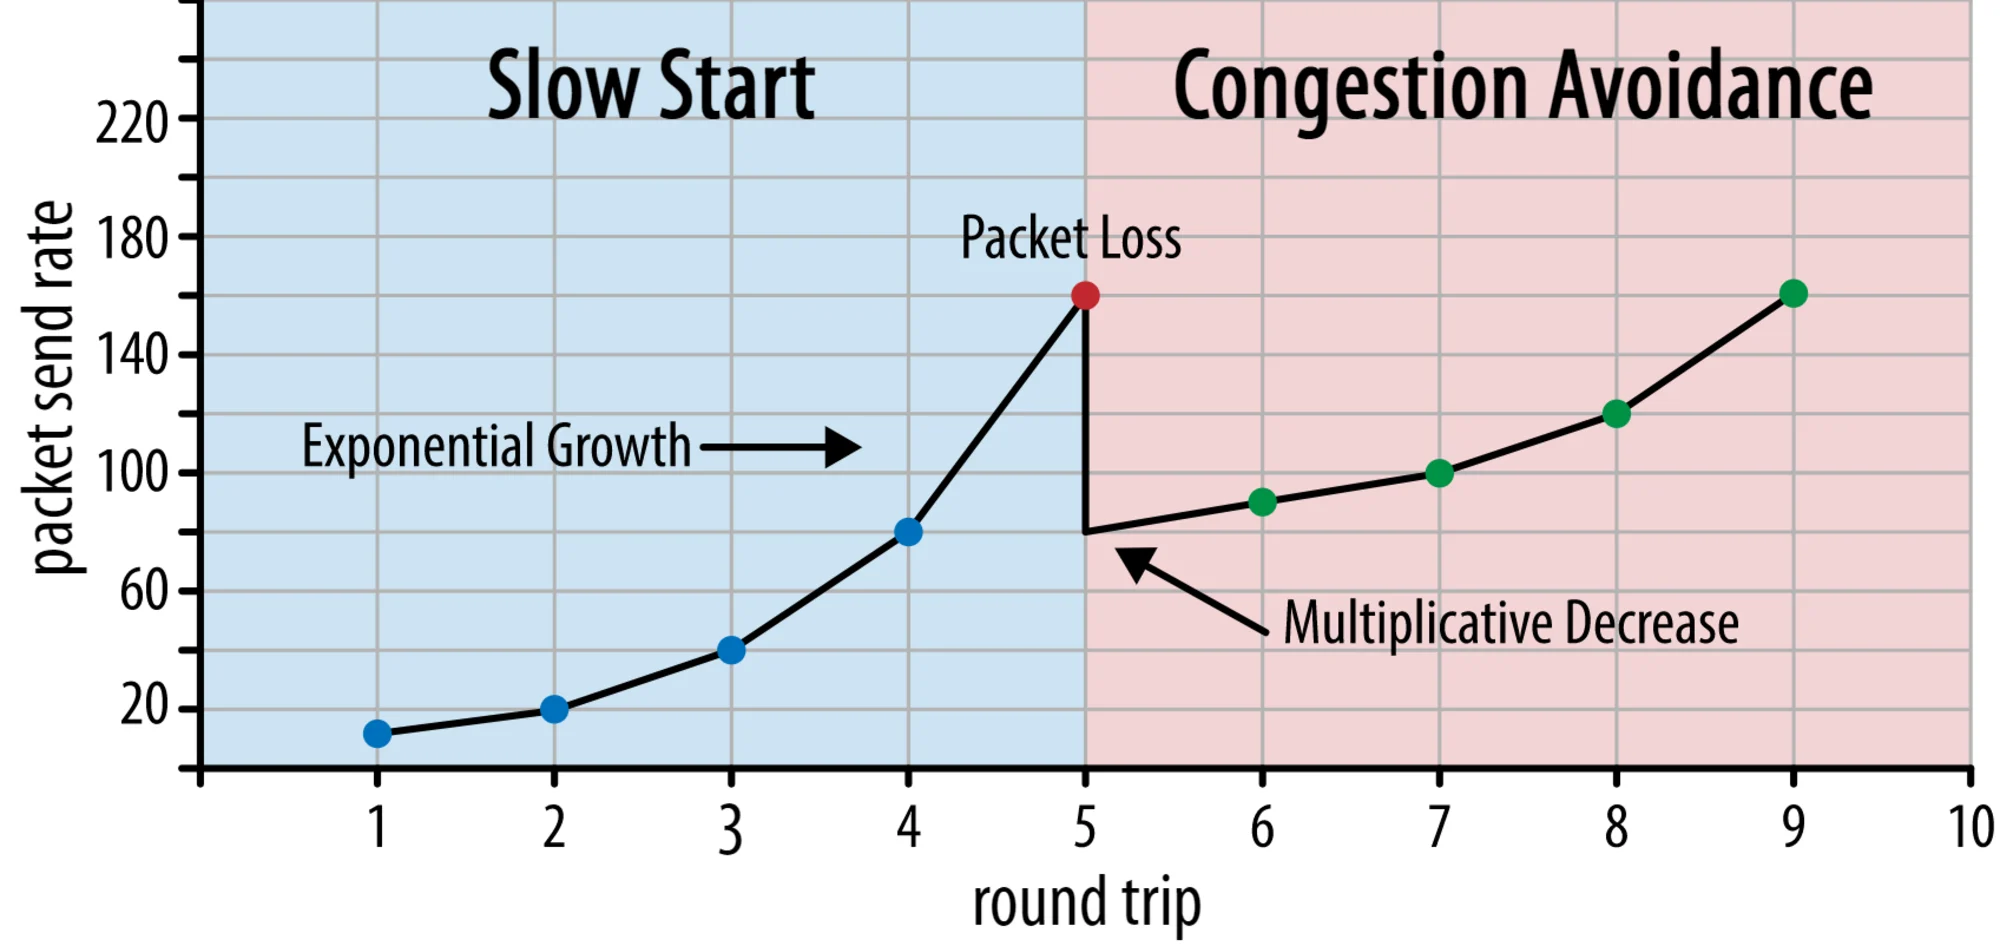 Slow Start
Congestion Avoidance
220
180
140
100
60
20
packet send rate
Packet Loss
Exponential Growth
Multiplicative Decrease
1 2 3 4 5 6 7 8 9 10
round trip